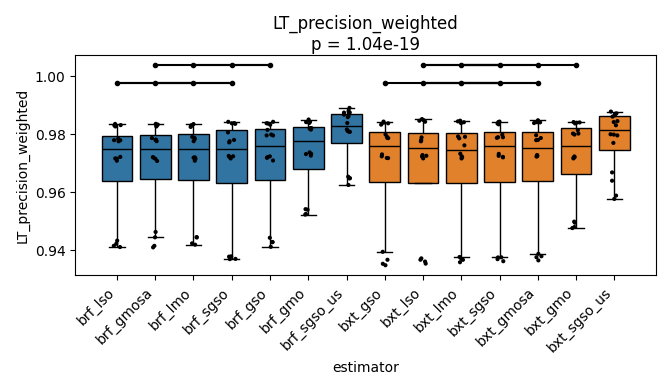 LT_precision_weighted
p = 1.04e-19
LT_precision_weighted
1.00
0.98
0.96
0.94
brf_lso
brf_gmosa
brf_lmo
brf_sgso
brf_gso
brf_gmo
brf_sgso_us
bxt_gso
bxt_lso
bxt_lmo
bxt_sgso
bxt_gmosa
bxt_gmo
bxt_sgso_us
estimator